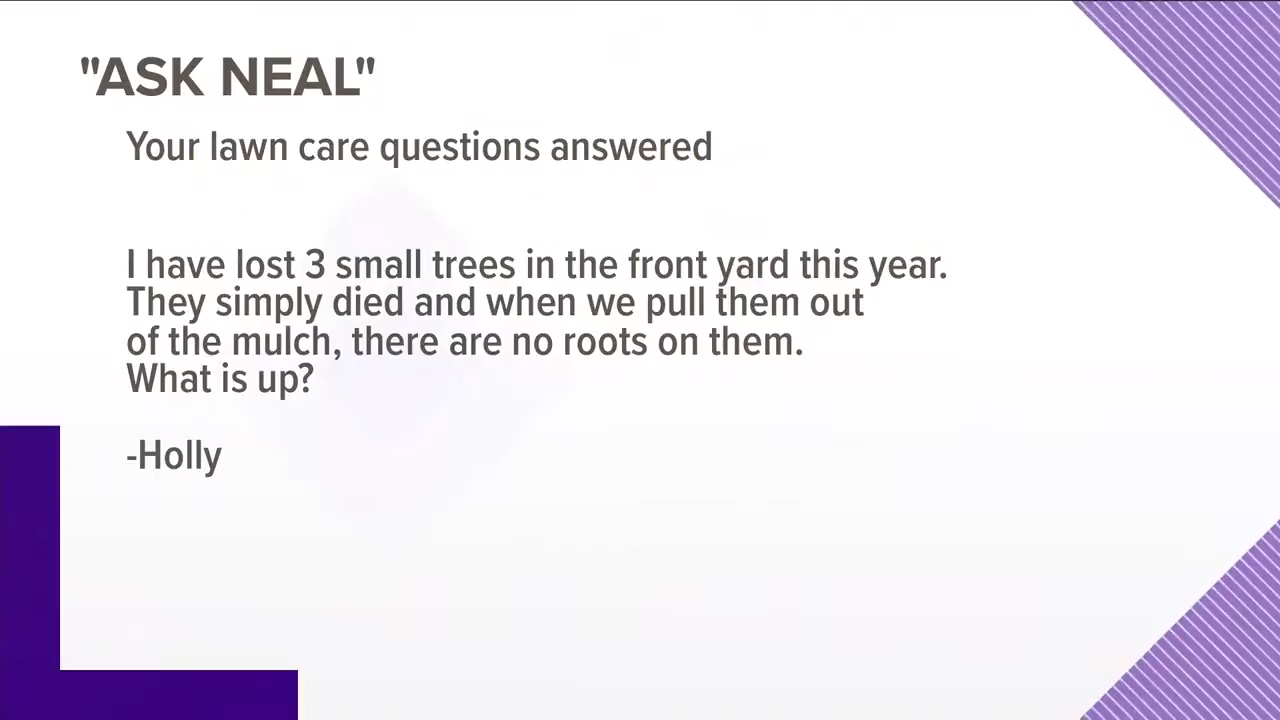 "ASK NEAL"
Your lawn care questions answered
I have lost 3 small trees in the front yard this year.
They simply died and when we pull them out
of the mulch, there are no roots on them.
What is up?
-Holly